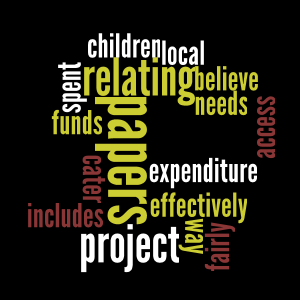 children
local
spent
relating
believe
needs
funds
papers
access
cater
expenditure
includes
effectively
way
fairly
project